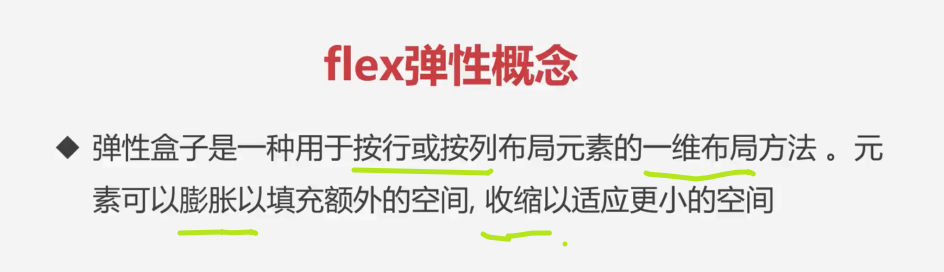 flex弹性概念
◆ 弹性盒子是一种用于按行或按列布局元素的一维布局方法 。元
素可以膨胀以填充额外的空间, 收缩以适应更小的空间